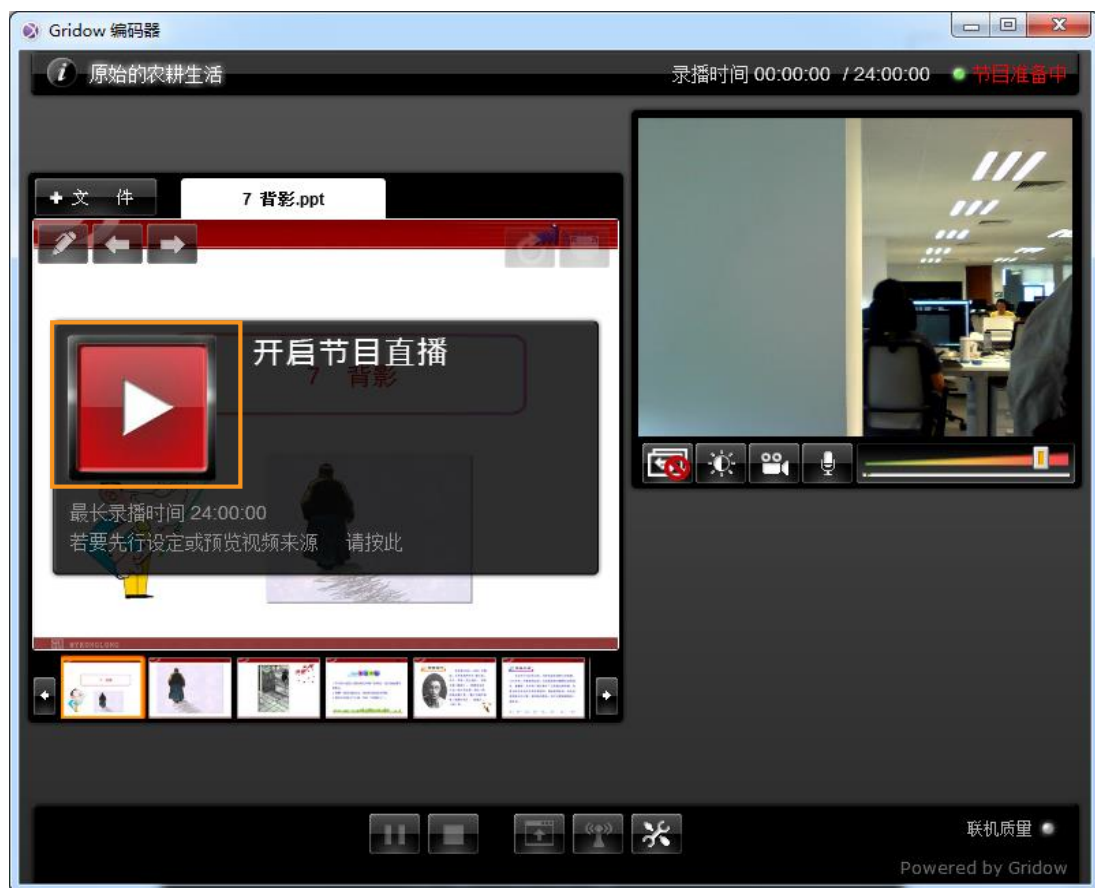 Gridow 编码器
原始的农耕生活
录播时间 00:00:00 / 24:00:00
节目准备中
文 件
7 背影.ppt
开启节目直播
7 背影
最长录播时间 24:00:00
若要先行设定或预览视频来源 请按此
联机质量
Powered by Gridow